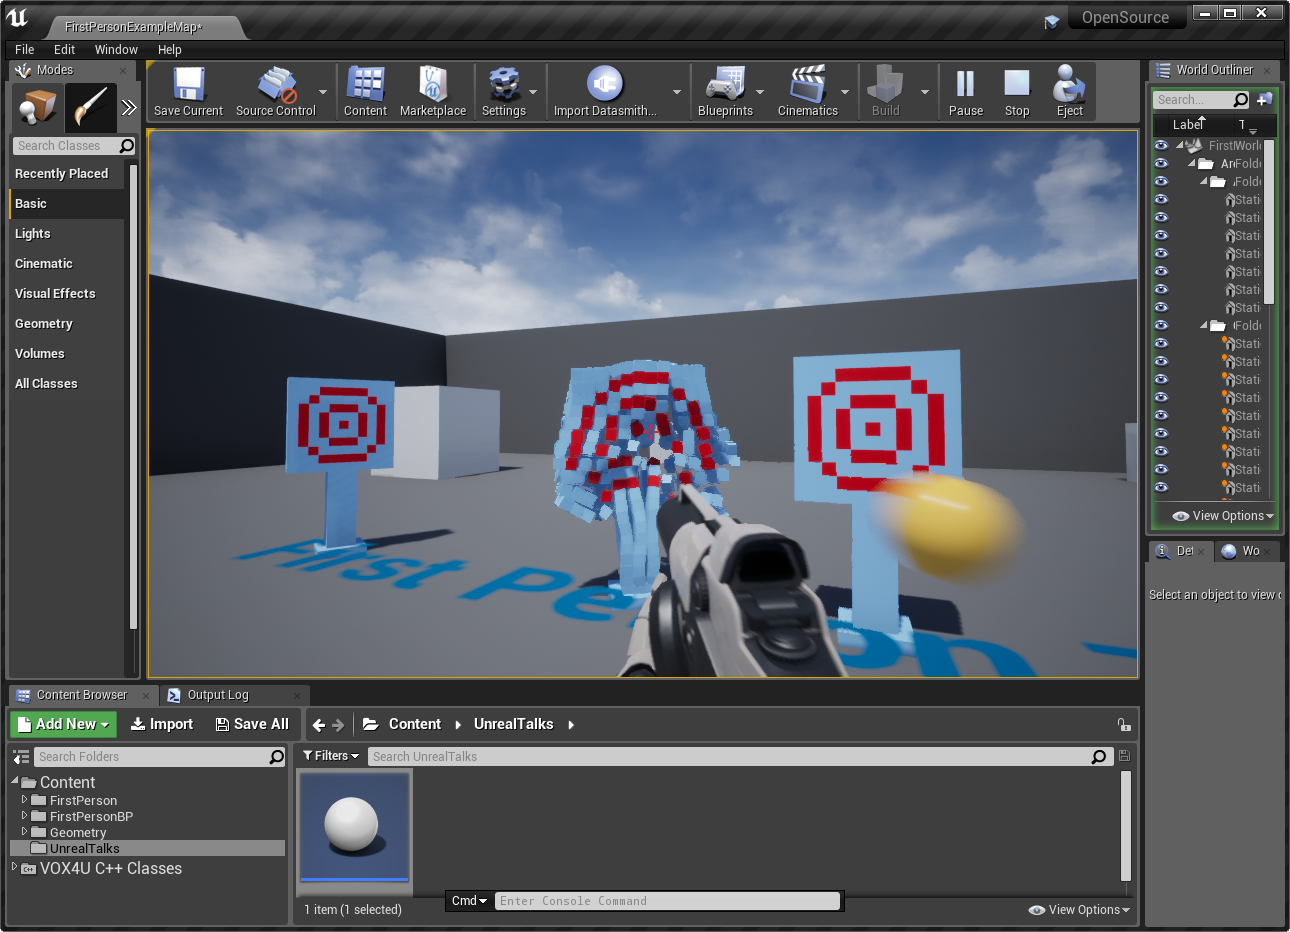 FirstPersonExampleMap*
OpenSource
File Edit Window Help
Modes
Search Classes
Recently Placed
Basic
Lights
Cinematic
Visual Effects
Geometry
Volumes
All Classes
Save Current Source Control Content Marketplace Settings Import Datasmith... Blueprints Cinematics Build Pause Stop Eject
First Pe
World Outliner
Search...
Label T
FirstWorl
Folde
Folde
Stati
Stati
Stati
Stati
Stati
Stati
Stati
Folde
Stati
Stati
Stati
Stati
Stati
Stati
Stati
Stati
Stati
View Options
Det Wo
Select an object to view d
Content Browser Output Log
Add New Import Save All Content UnrealTalks
Search Folders
Filters Search UnrealTalks
Content
FirstPerson
FirstPersonBP
Geometry
UnrealTalks
VOX4U C++ Classes
1 item (1 selected)
Cmd Enter Console Command
View Options